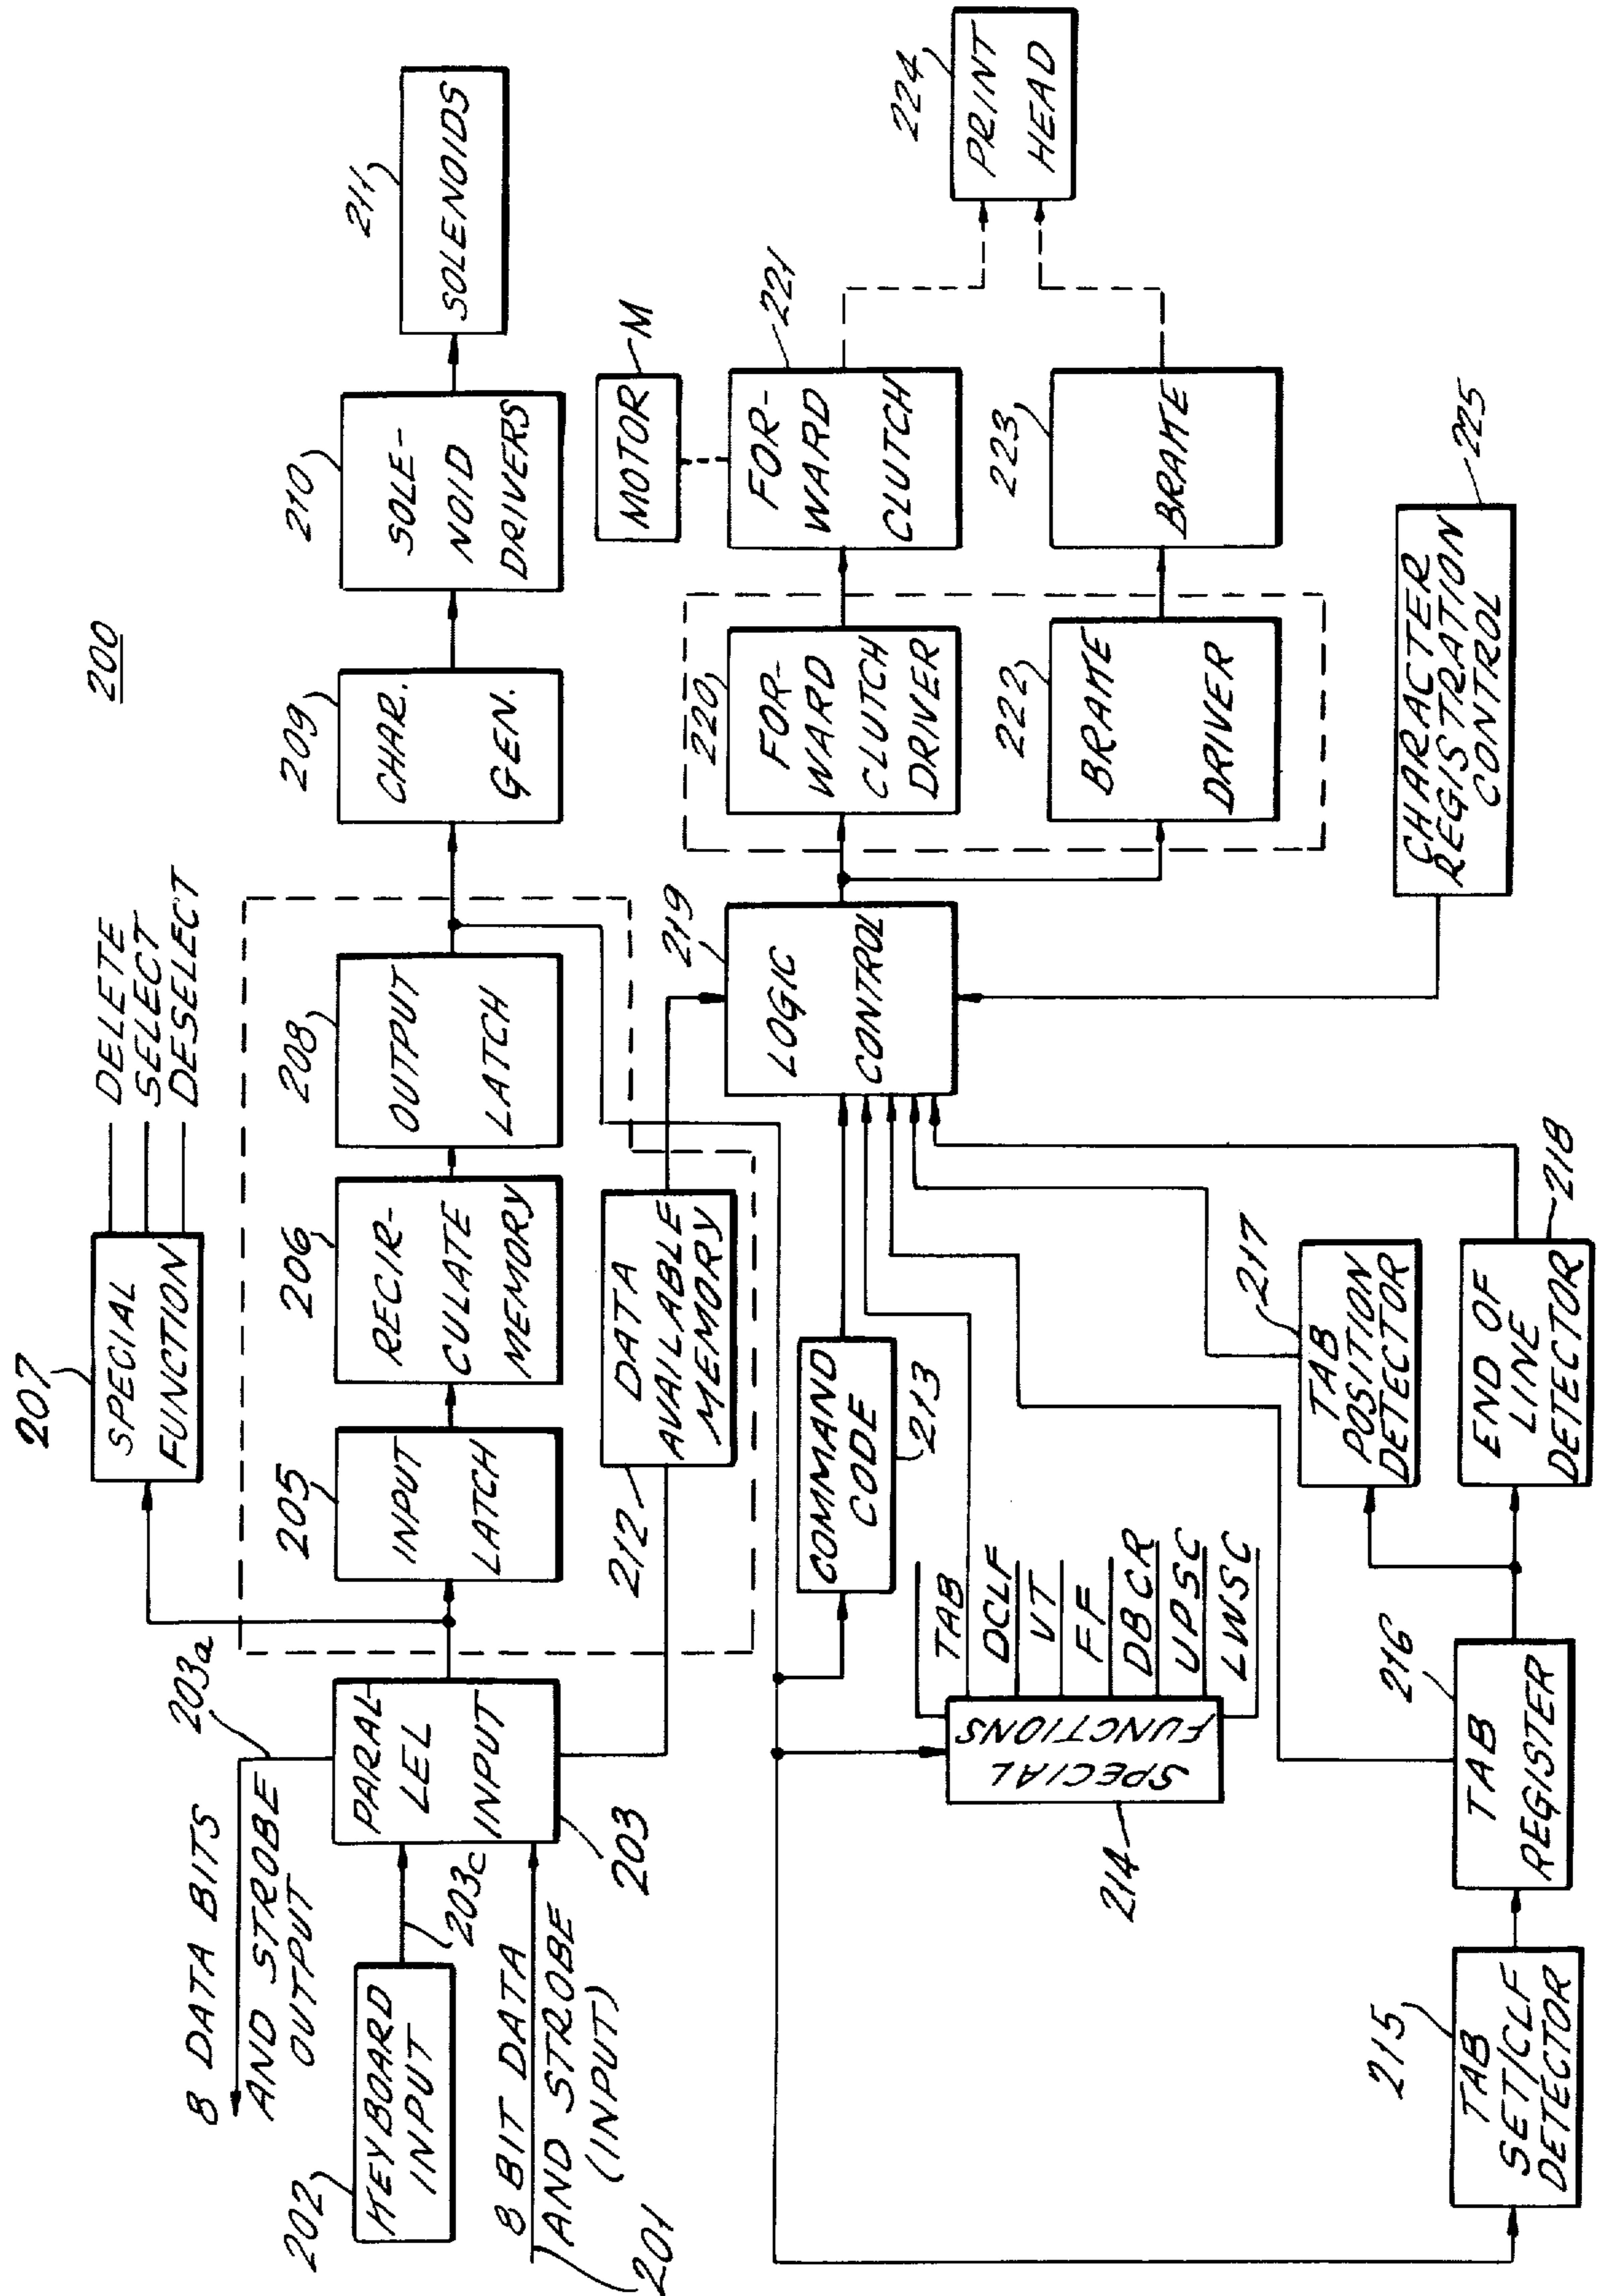 200
207
SPECIAL
FUNCTION
DELETE
SELECT
DESELECT
8 DATA BITS
AND STROBE
OUTPUT
203a
202
KEYBOARD
INPUT
203c
8 BIT DATA
AND STROBE
(INPUT)
201
PARAL-
LEL
INPUT
203
205
INPUT
LATCH
206
RECIR-
CULATE
MEMORY
208
OUTPUT
LATCH
209
CHAR.
GEN.
210
SOLE-
NOID
DRIVERS
211
SOLENOIDS
212
DATA
AVAILABLE
MEMORY
COMMAND
CODE
213
219
LOGIC
CONTROL
220
FOR-
WARD
CLUTCH
DRIVER
MOTOR
M
FOR-
WARD
CLUTCH
221
222
BRAKE
DRIVER
223
BRAKE
224
PRINT
HEAD
SPECIAL
FUNCTIONS
214
TAB
DCLF
VT
FF
DBCR
UPSC
LWSC
215
TAB
SET/CLF
DETECTOR
216
TAB
REGISTER
217
TAB
POSITION
DETECTOR
END OF
LINE
DETECTOR
218
CHARACTER
REGISTRATION
CONTROL
225